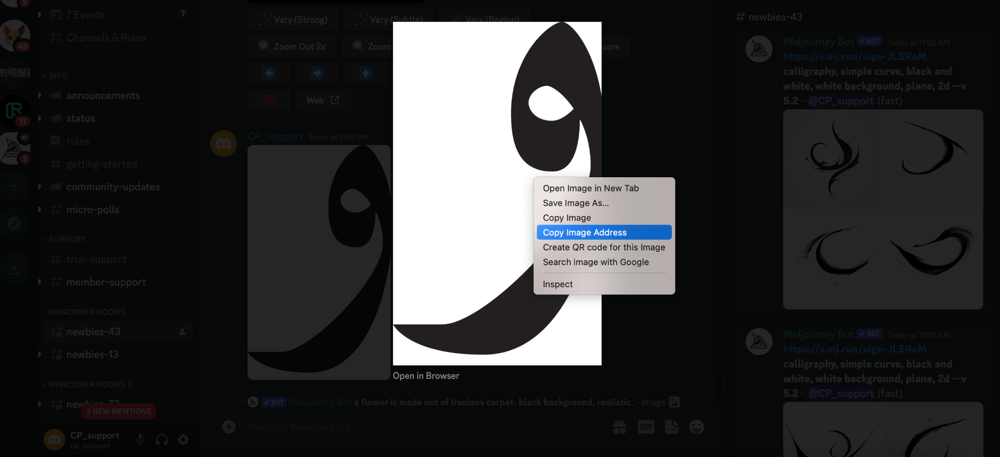 5
45
的伺服器
11
3
7 Events
7
Channels & Roles
INFO
announcements
status
rules
getting-started
community-updates
micro-polls
SUPPORT
trial-support
member-support
NEWCOMER ROOMS
newbies-43
newbies-13
NEWCOMER ROOMS 2
newbies-73
3 NEW MENTIONS
CP_support
cp_support
Vary (Strong)
Vary (Subtle)
Vary (Region)
Zoom Out 2x
Zoom
uare
Web
CP_support Today at 2:05 PM
و
Open Image in New Tab
Save Image As...
Copy Image
Copy Image Address
Create QR code for this Image
Search image with Google
Inspect
Open in Browser
BOT Midjourney Bot a flower is made out of Iranians carpet، black background, realistic. - Image
Message #newbies-43
GIF
newbies-43
Midjourney Bot BOT Today at 11:00 AM
https://s.mj.run/uige-JLERaM
calligraphy, simple curve, black and
white, white background, plane, 2d --v
5.2 - @CP_support (fast)
Midjourney Bot BOT Today at 11:00 AM
https://s.mj.run/uige-JLERaM
calligraphy, simple curve, black and
white, white background, plane, 2d --v
5.2 - @CP_support (fast)